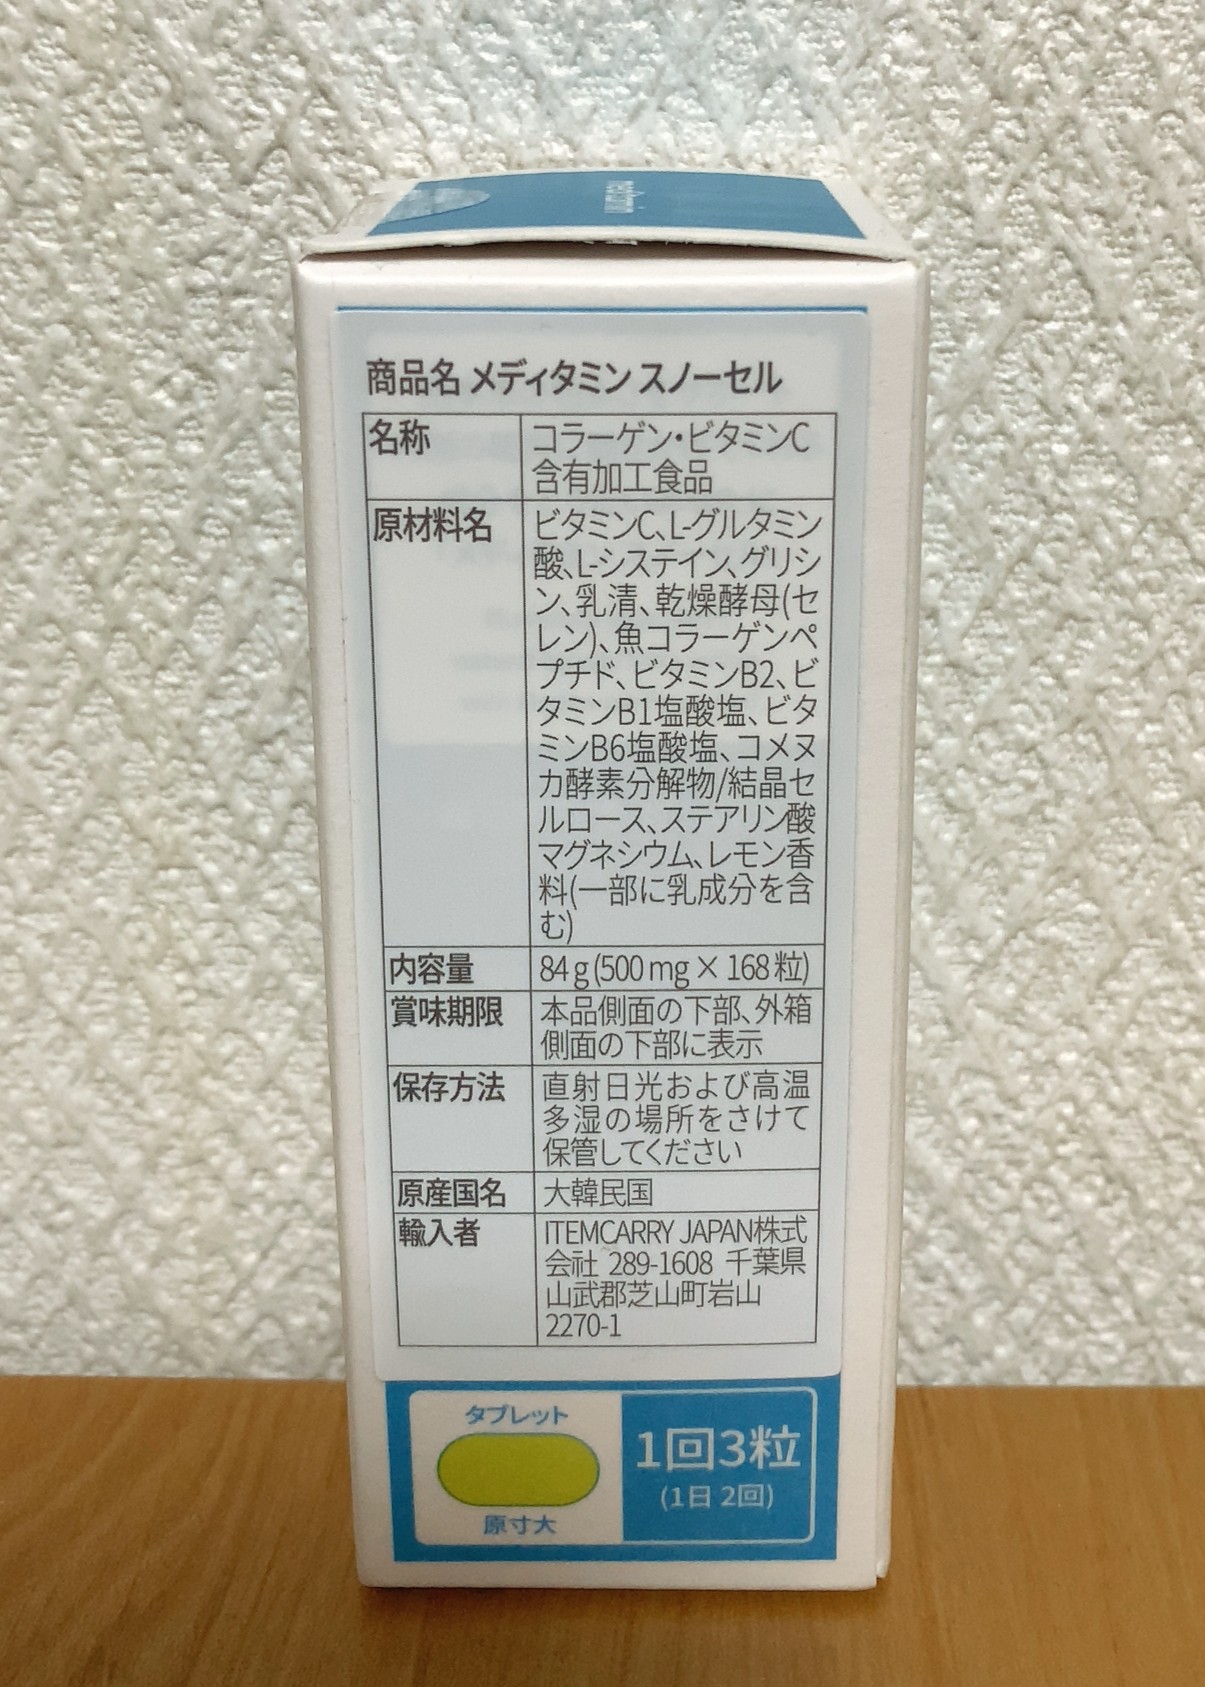 商品名 メディタミン スノーセル
名称
コラーゲン・ビタミンC
含有加工食品
原材料名
ビタミンC、L-グルタミン
酸、L-システイン、グリシ
ン、乳清、乾燥酵母(セ
レン)、魚コラーゲンペ
プチド、ビタミンB2、ビ
タミンB1塩酸塩、ビタ
ミンB6塩酸塩、コメヌ
カ酵素分解物/結晶セ
ルロース、ステアリン酸
マグネシウム、レモン香
料(一部に乳成分を含
む)
内容量
84g(500mg×168粒)
賞味期限
本品側面の下部、外箱
側面の下部に表示
保存方法
直射日光および高温
多湿の場所をさけて
保管してください
原産国名
大韓民国
輸入者
ITEMCARRY JAPAN株式
会社 289-1608 千葉県
山武郡芝山町岩山
2270-1
タブレット
原寸大
1回3粒
(1日 2回)